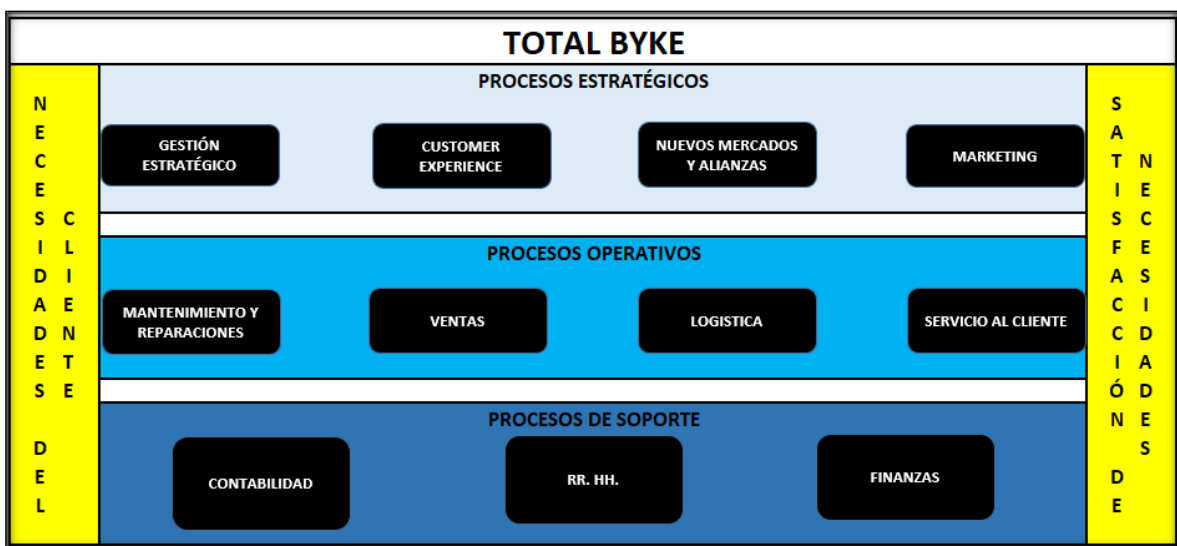 TOTAL BYKE
NECESIDADES DEL
CLIENTE
PROCESOS ESTRATÉGICOS
GESTIÓN
ESTRATÉGICO
CUSTOMER
EXPERIENCE
NUEVOS MERCADOS
Y ALIANZAS
MARKETING
PROCESOS OPERATIVOS
MANTENIMIENTO Y
REPARACIONES
VENTAS
LOGISTICA
SERVICIO AL CLIENTE
PROCESOS DE SOPORTE
CONTABILIDAD
RR. HH.
FINANZAS
SATISFACCIÓN DE
NECESIDADES